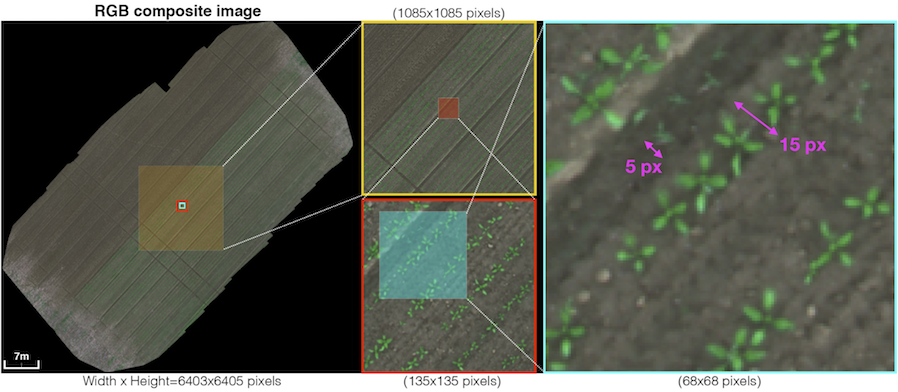 RGB composite image
(1085x1085 pixels)
15 px
5 px
7m
Width x Height=6403x6405 pixels
(135x135 pixels)
(68x68 pixels)